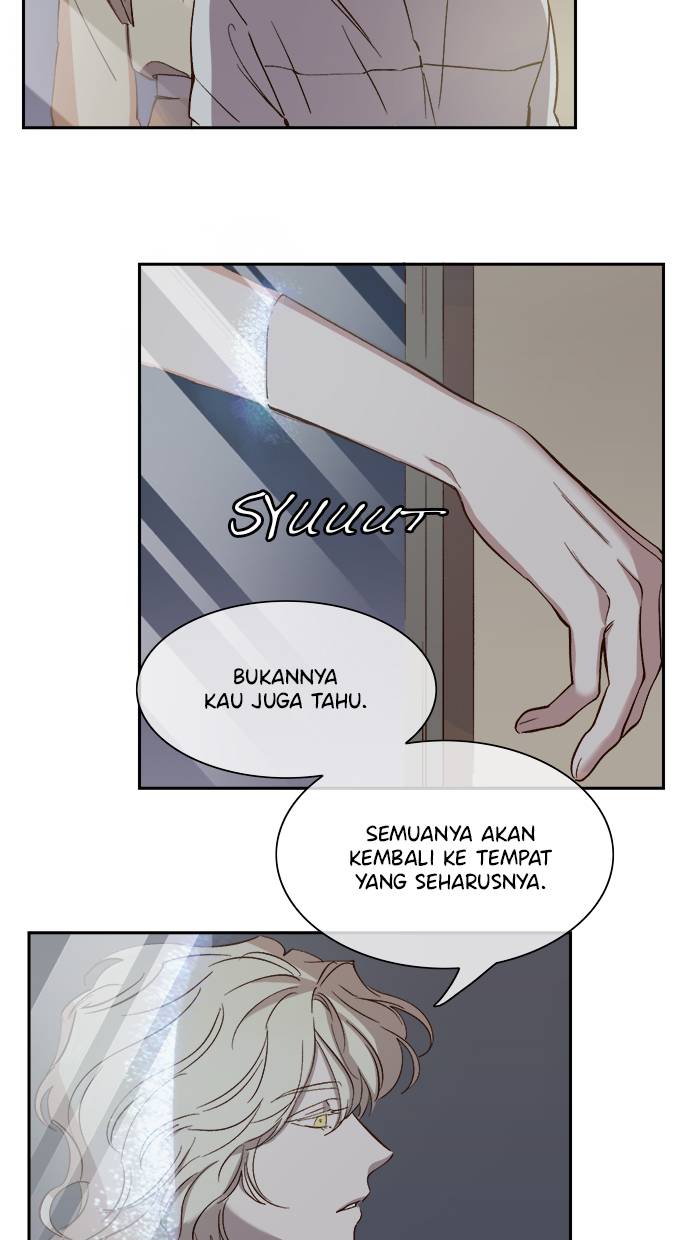 SYUUUT
BUKANNYA
KAU JUGA TAHU.
SEMUANYA AKAN
KEMBALI KE TEMPAT
YANG SEHARUSNYA.